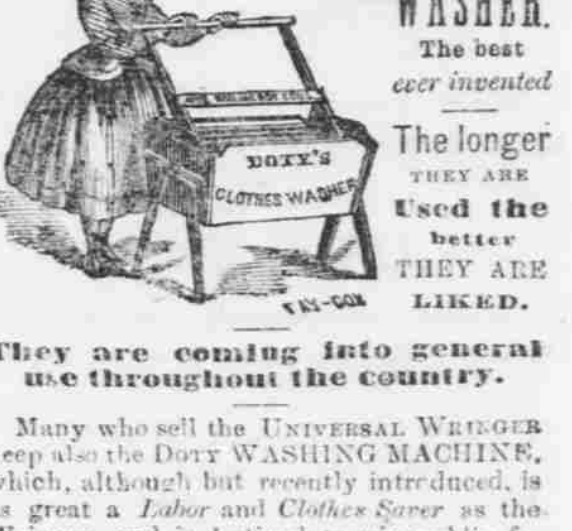 WASHER.
The best
ever invented
The longer
THEY ARE
Used the
better
THEY ARE
LIKED.
DOTY'S
CLOTHES WASHER
FAY-COX
They are coming into general
use throughout the country.
Many who sell the UNIVERSAL WRINGER
keep also the DOTY WASHING MACHINE,
which, although but recently introduced, is
as great a Labor and Clothes Saver as the